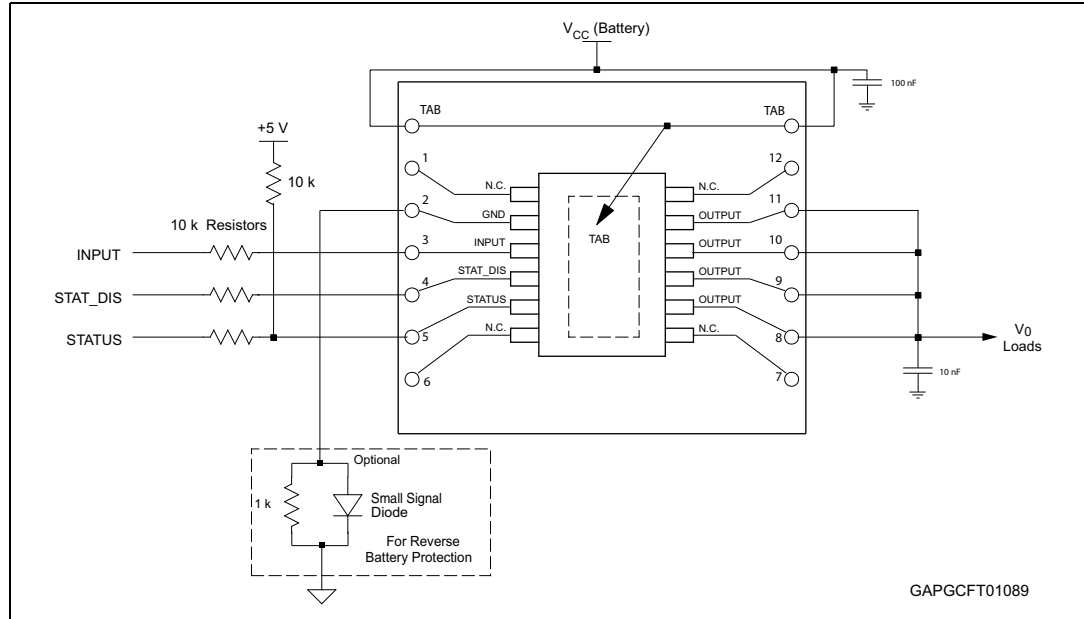 V_CC (Battery)
100 nF
TAB
TAB
+5 V
10 k
1
12
N.C.
N.C.
2
11
GND
OUTPUT
10 k Resistors
TAB
3
10
INPUT
INPUT
OUTPUT
4
9
STAT_DIS
STAT_DIS
OUTPUT
5
8
STATUS
STATUS
OUTPUT
V0
Loads
N.C.
N.C.
6
7
10 nF
Optional
1 k
Small Signal
Diode
For Reverse
Battery Protection
GAPGCFT01089